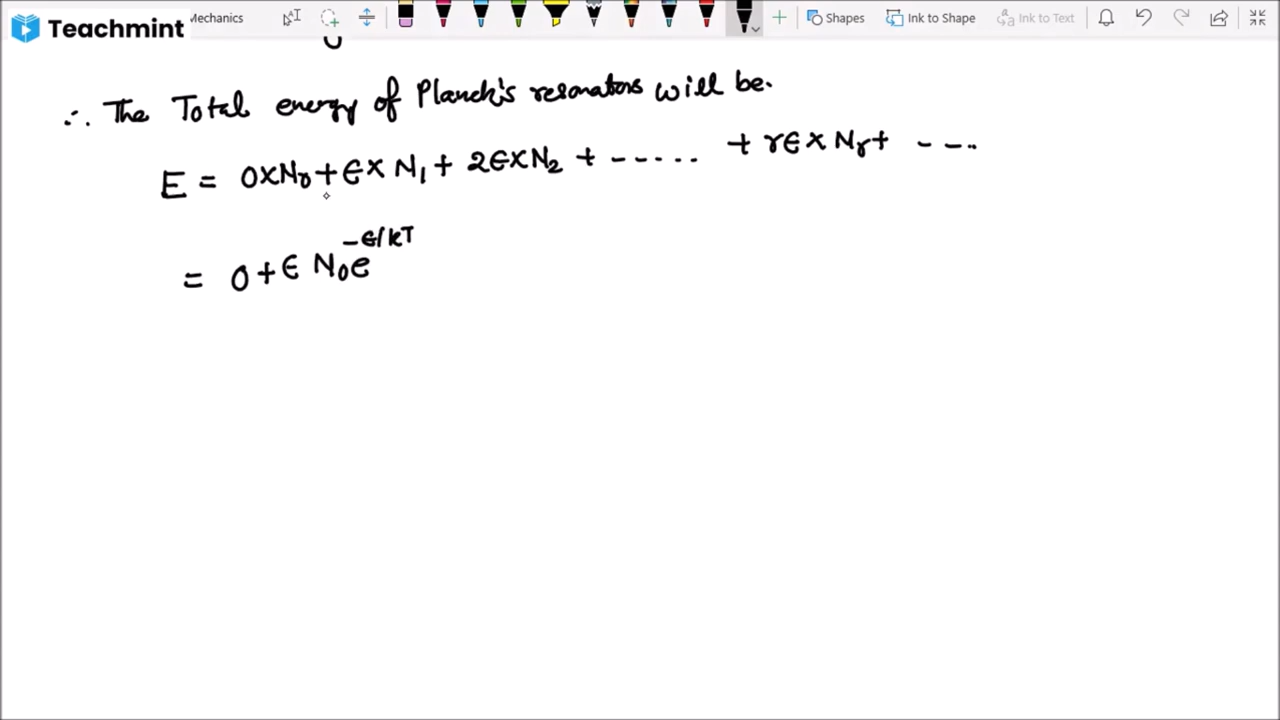 Teachmint
Mechanics
Shapes
Ink to Shape
Ink to Text
∴ The Total energy of Planck's resonators will be.
E = 0×N₀ + ϵ× N₁ + 2ϵ×N₂ + ------ + rϵ × Nᵣ + ----
= 0 + ϵ N₀e^(-ϵ/kT)